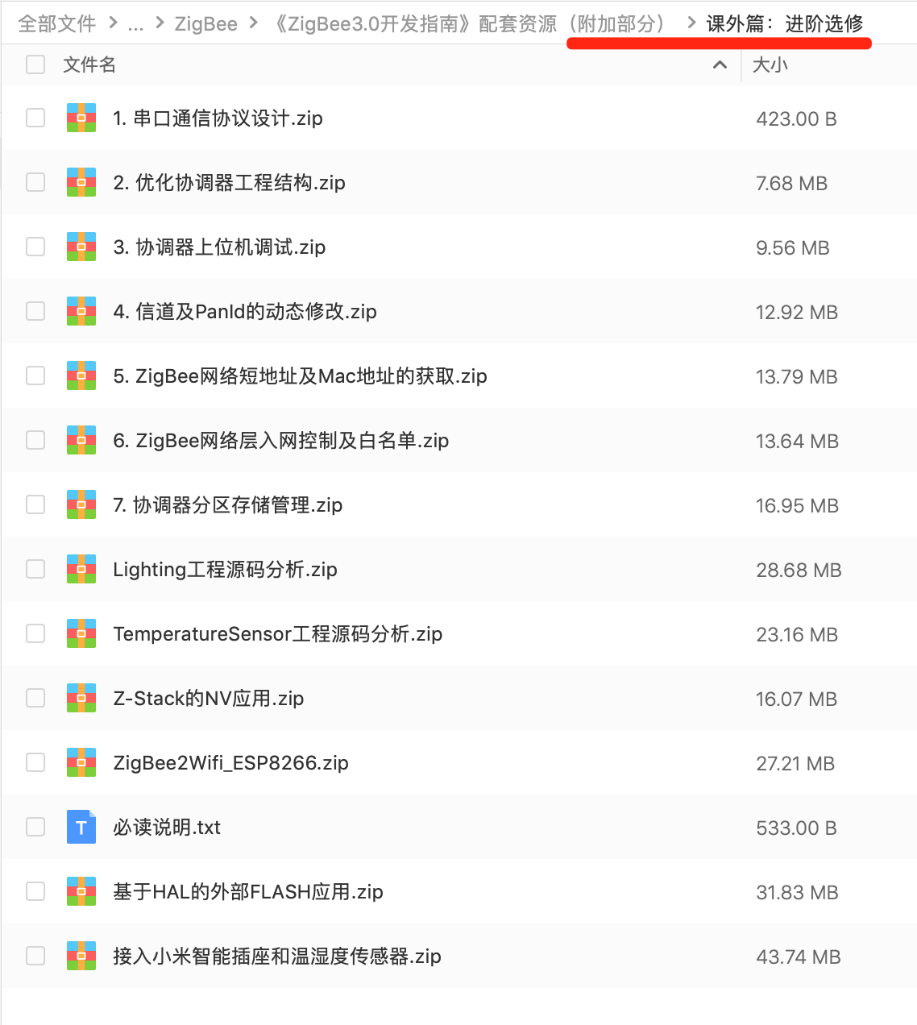 全部文件 > ... > ZigBee > 《ZigBee3.0开发指南》配套资源（附加部分） > 课外篇：进阶选修
文件名 大小
1. 串口通信协议设计.zip 423.00 B
2. 优化协调器工程结构.zip 7.68 MB
3. 协调器上位机调试.zip 9.56 MB
4. 信道及PanId的动态修改.zip 12.92 MB
5. ZigBee网络短地址及Mac地址的获取.zip 13.79 MB
6. ZigBee网络层入网控制及白名单.zip 13.64 MB
7. 协调器分区存储管理.zip 16.95 MB
Lighting工程源码分析.zip 28.68 MB
TemperatureSensor工程源码分析.zip 23.16 MB
Z-Stack的NV应用.zip 16.07 MB
ZigBee2Wifi_ESP8266.zip 27.21 MB
T 必读说明.txt 533.00 B
基于HAL的外部FLASH应用.zip 31.83 MB
接入小米智能插座和温湿度传感器.zip 43.74 MB